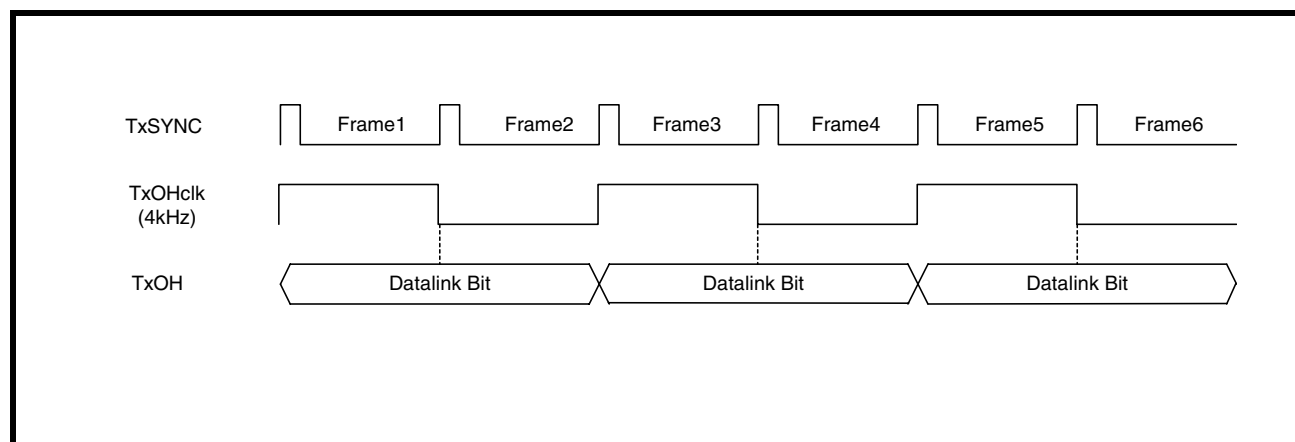 TxSYNC Frame1 Frame2 Frame3 Frame4 Frame5 Frame6
TxOHclk
(4kHz)
TxOH Datalink Bit Datalink Bit Datalink Bit